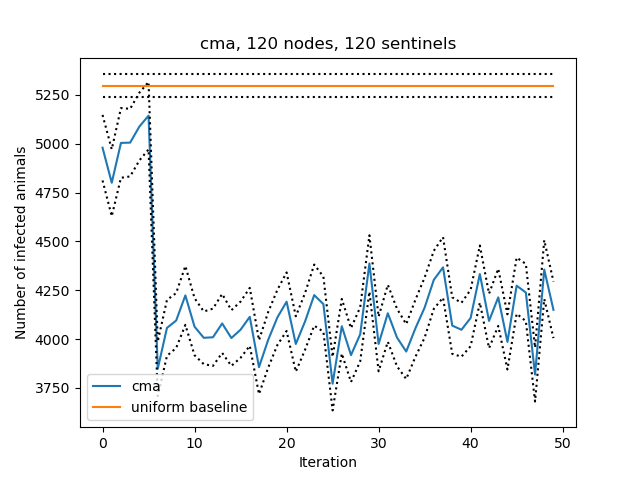 cma, 120 nodes, 120 sentinels
Number of infected animals
5250
5000
4750
4500
4250
4000
3750
cma
uniform baseline
0 10 20 30 40 50
Iteration